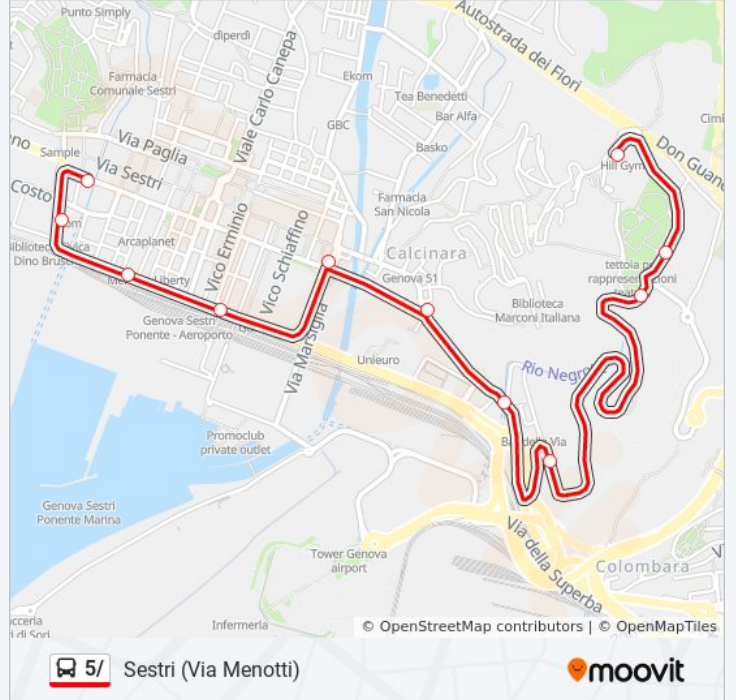 Punto Simply
diperdi
Viale Carlo Canepa
Autostrada dei Fiori
Farmacia
Comunale Sestri
Ekom
Tea Benedetti
GBC
Bar Alfa
Via Paglia
Basko
Sample
Via Sestri
Hill Gym
Don Guane
Costo
Farmacia
San Nicola
Vico Erminio
Vico Schiaffino
Arcaplanet
Calcinara
Dino
Liberty
Genova 51
tettoia
Biblioteca
Marconi Italiana
Genova Sestri
Ponente - Aeroporto
Via Marsiglia
Unieuro
Rio Negro
Promoclub
private outlet
Via
Genova Sestri
Ponente Marina
Tower Genova
airport
Via della Superba
Colombara
Infermeria
© OpenStreetMap contributors | © OpenMapTiles
5/ Sestri (Via Menotti)
moovit